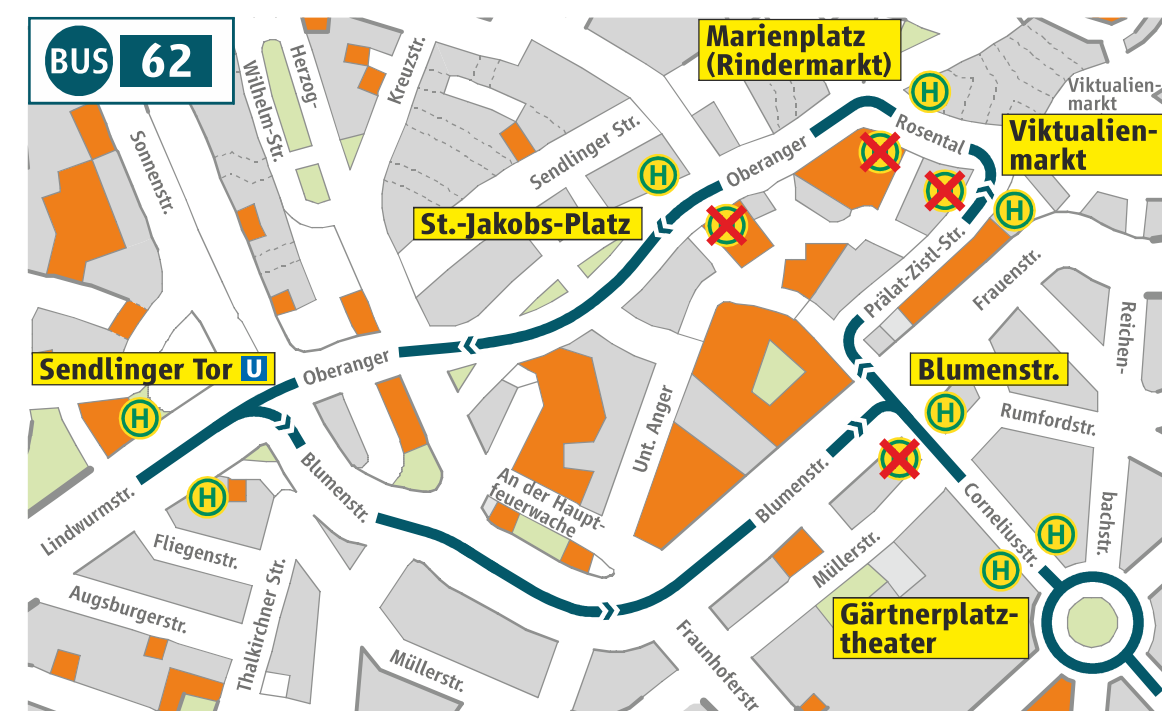 BUS 62
Marienplatz
(Rindermarkt)
H
Viktualien-
markt
Rosental
Viktualien-
markt
Herzog-
Wilhelm-Str.
Kreuzstr.
Sonnenstr.
Sendlinger Str.
Oberanger
H
St.-Jakobs-Platz
H
Prälat-Zistl-Str.
Frauenstr.
Reichen-
bachstr.
Sendlinger Tor U
Oberanger
H
Blumenstr.
H
Rumfordstr.
Unt. Anger
Blumenstr.
An der Haupt-
feuerwache
Blumenstr.
H
Lindwurmstr.
Fliegenstr.
Corneliusstr.
H
H
Müllerstr.
Augsburgerstr.
Thalkirchner Str.
Gärtnerplatz-
theater
Fraunhoferstr.
Müllerstr.